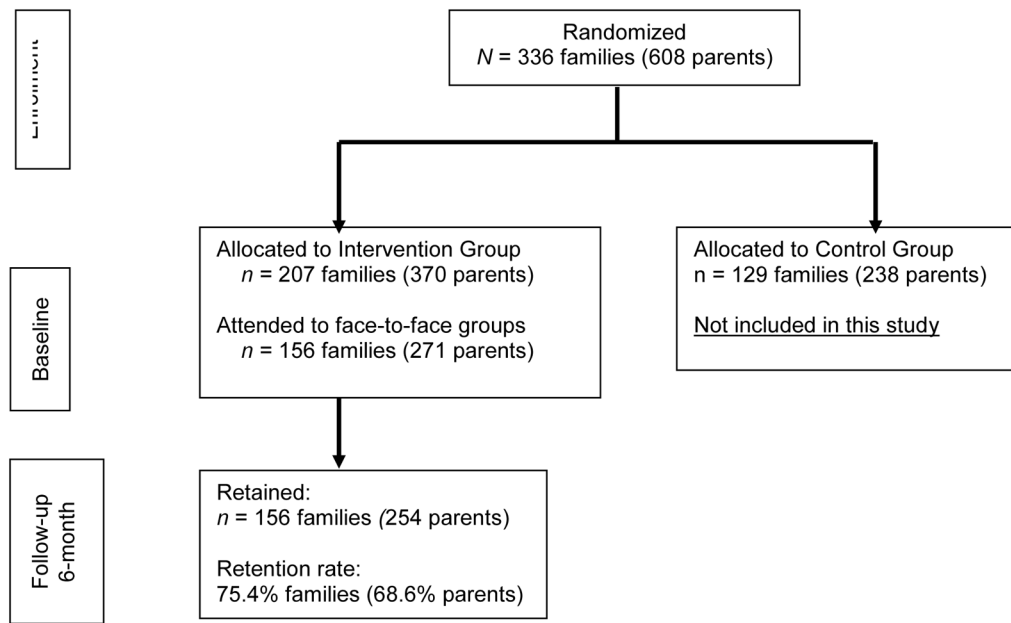 Enrolment
Randomized
N = 336 families (608 parents)
Allocated to Intervention Group
n = 207 families (370 parents)
Attended to face-to-face groups
n = 156 families (271 parents)
Allocated to Control Group
n = 129 families (238 parents)
Not included in this study
Baseline
Retained:
n = 156 families (254 parents)
Retention rate:
75.4% families (68.6% parents)
Follow-up
6-month